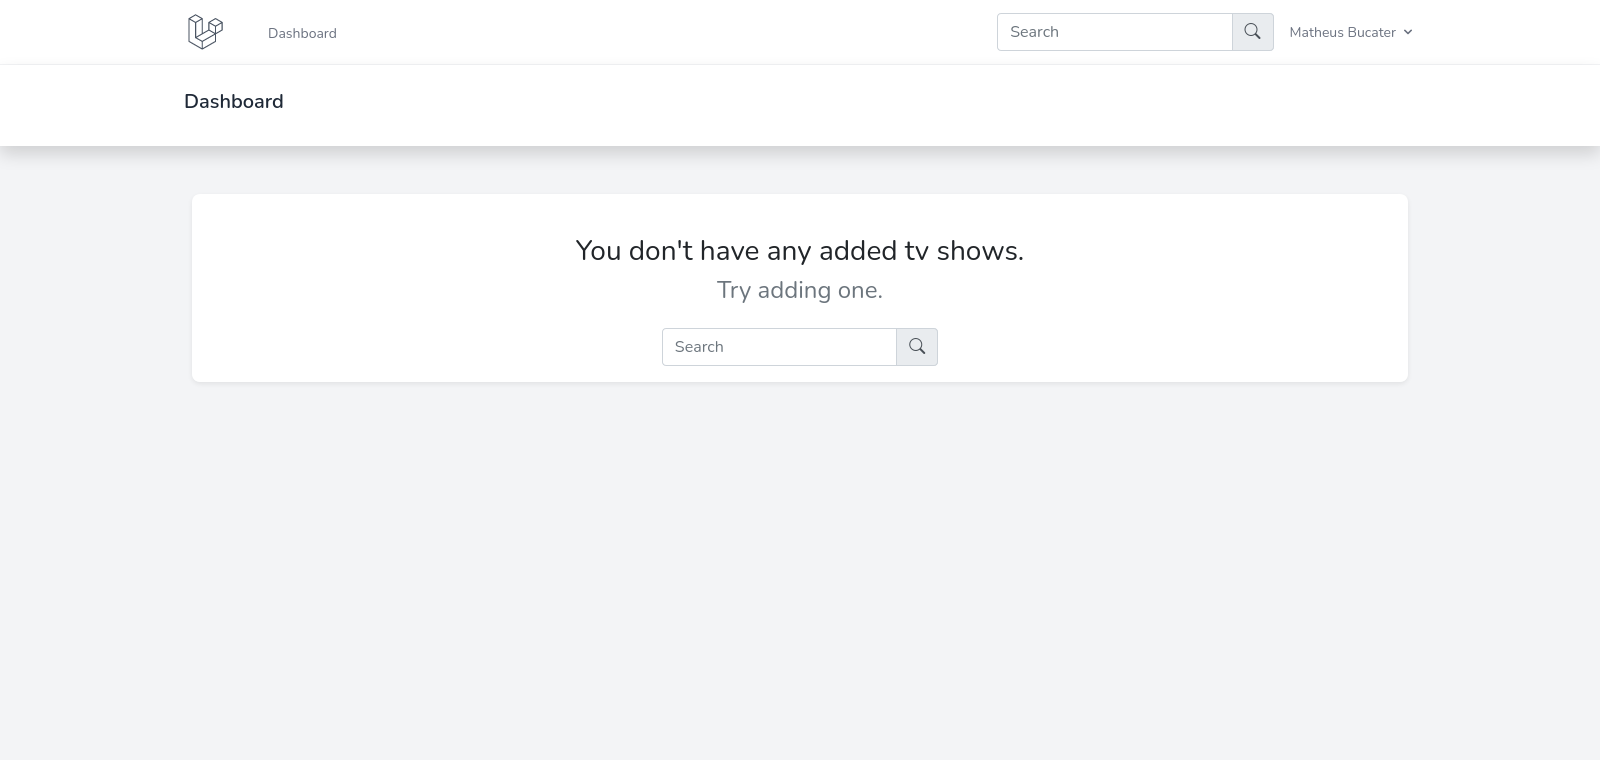 Dashboard
Search
Matheus Bucater
Dashboard
You don't have any added tv shows.
Try adding one.
Search